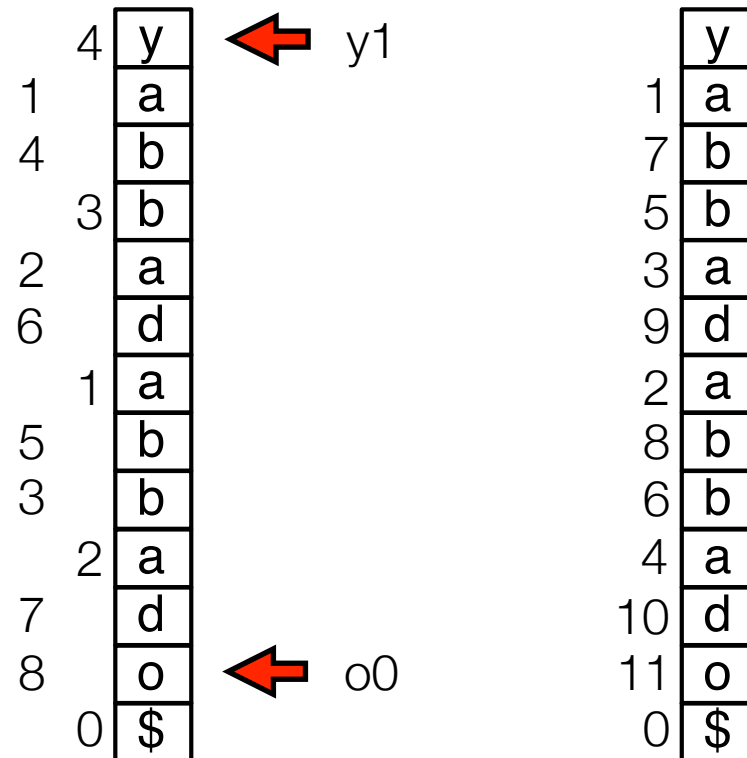 4 y y1 y
1 a 1 a
4 b 7 b
3 b 5 b
2 a 3 a
6 d 9 d
1 a 2 a
5 b 8 b
3 b 6 b
2 a 4 a
7 d 10 d
8 o o0 11 o
0 $ 0 $